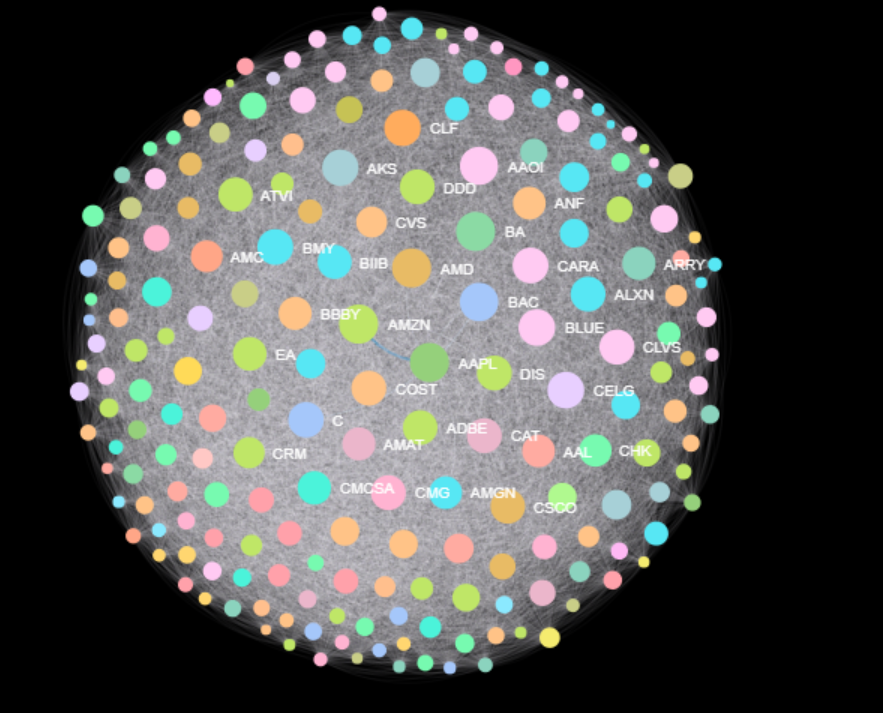 CLF
AKS
AAOI
DDD
ATVI
ANF
CVS
BA
BMY
AMC
BIIB
AMD
CARA
ARRY
ALXN
BAC
BBBY
AMZN
BLUE
CLVS
EA
AAPL
DIS
COST
CELG
C
ADBE
CAT
AMAT
CRM
AAL
CHK
CMCSA
CMG
AMGN
CSCO